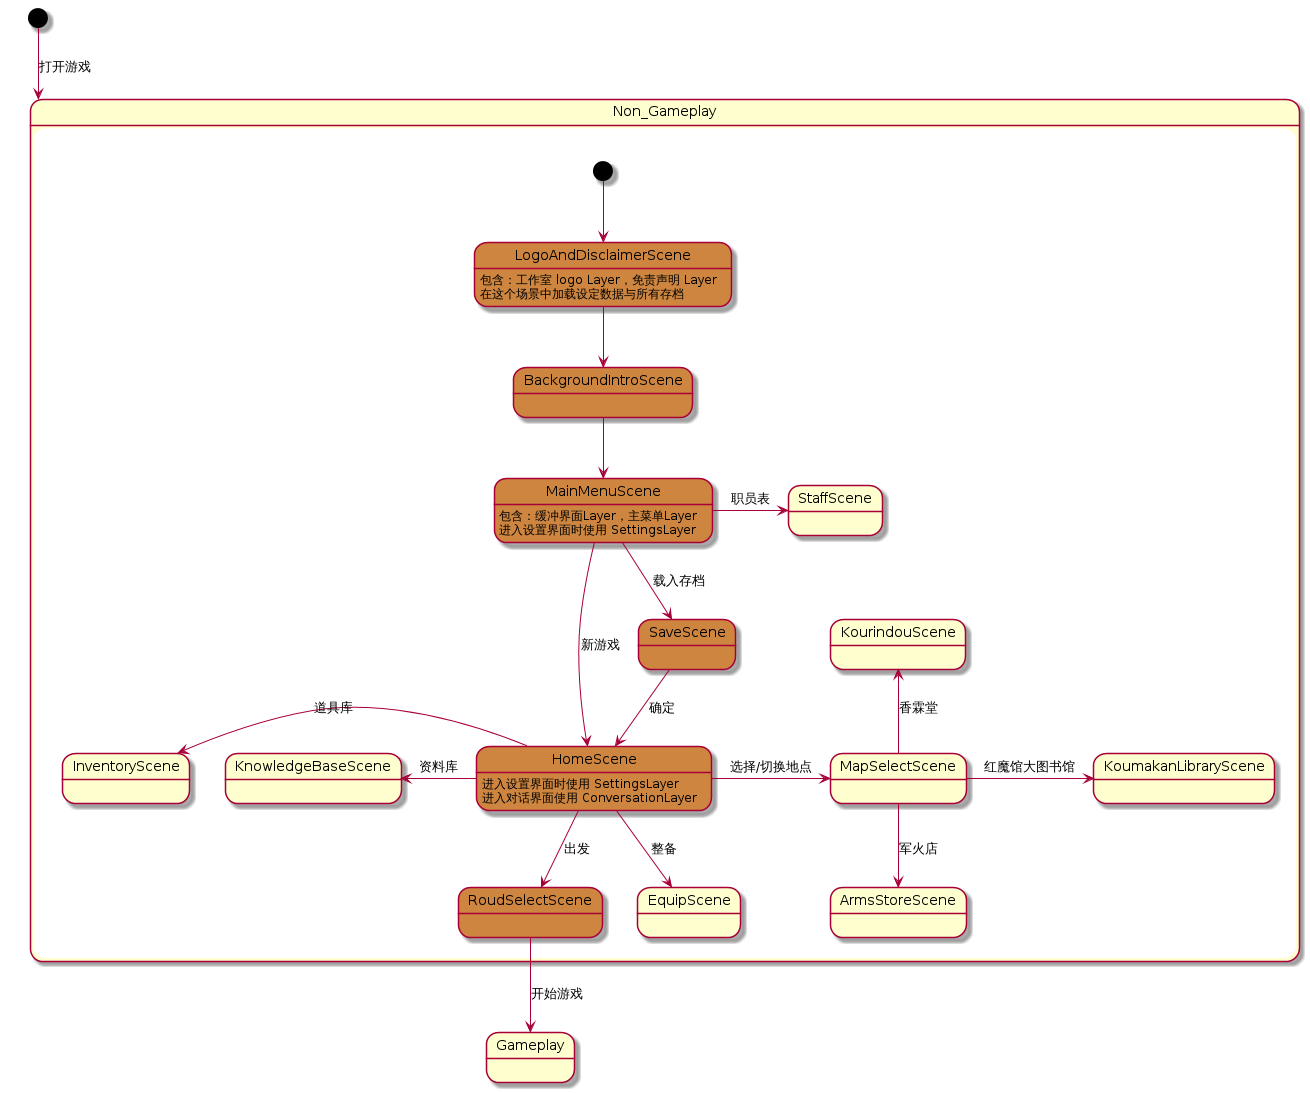 打开游戏
Non_Gameplay
LogoAndDisclaimerScene
包含：工作室 logo Layer，免责声明 Layer
在这个场景中加载设定数据与所有存档
BackgroundIntroScene
MainMenuScene
包含：缓冲界面Layer，主菜单Layer
进入设置界面时使用 SettingsLayer
职员表
StaffScene
载入存档
新游戏
SaveScene
KourindouScene
道具库
确定
香霖堂
InventoryScene
KnowledgeBaseScene
资料库
HomeScene
进入设置界面时使用 SettingsLayer
进入对话界面使用 ConversationLayer
选择/切换地点
MapSelectScene
红魔馆大图书馆
KoumakanLibraryScene
出发
整备
军火店
RoudSelectScene
EquipScene
ArmsStoreScene
开始游戏
Gameplay